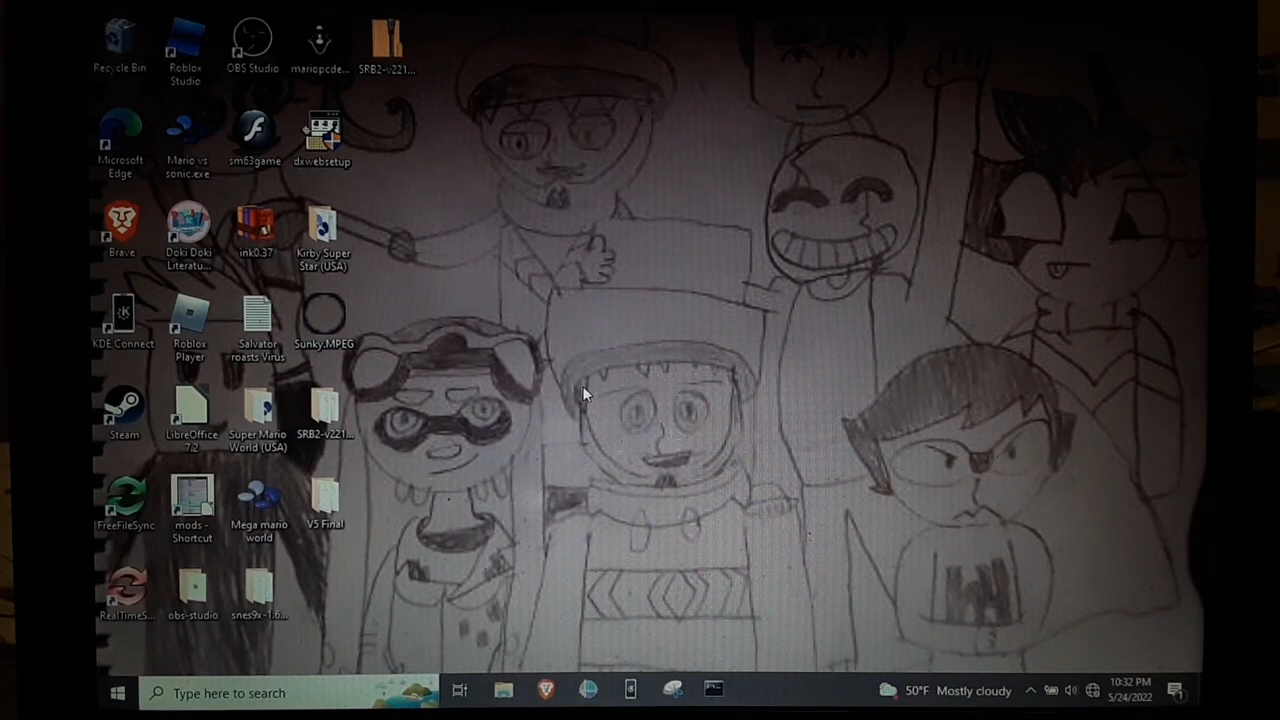 Recycle Bin
Roblox
Studio
OBS Studio
mariopcde...
SRB2-v221...
Microsoft
Edge
Mario vs
sonic.exe
sm63game
dxwebsetup
Brave
Doki Doki
Literatu...
ink0.37
Kirby Super
Star (USA)
KDE Connect
Roblox
Player
Salvator
roasts Virus
Sunky.MPEG
Steam
LibreOffice
7.2
Super Mario
World (USA)
SRB2-v221...
FreeFileSync
mods -
Shortcut
Mega mario
world
V5 Final
RealTimeS...
obs-studio
snes9x-1.6...
Type here to search
50°F Mostly cloudy
10:32 PM
5/24/2022
1